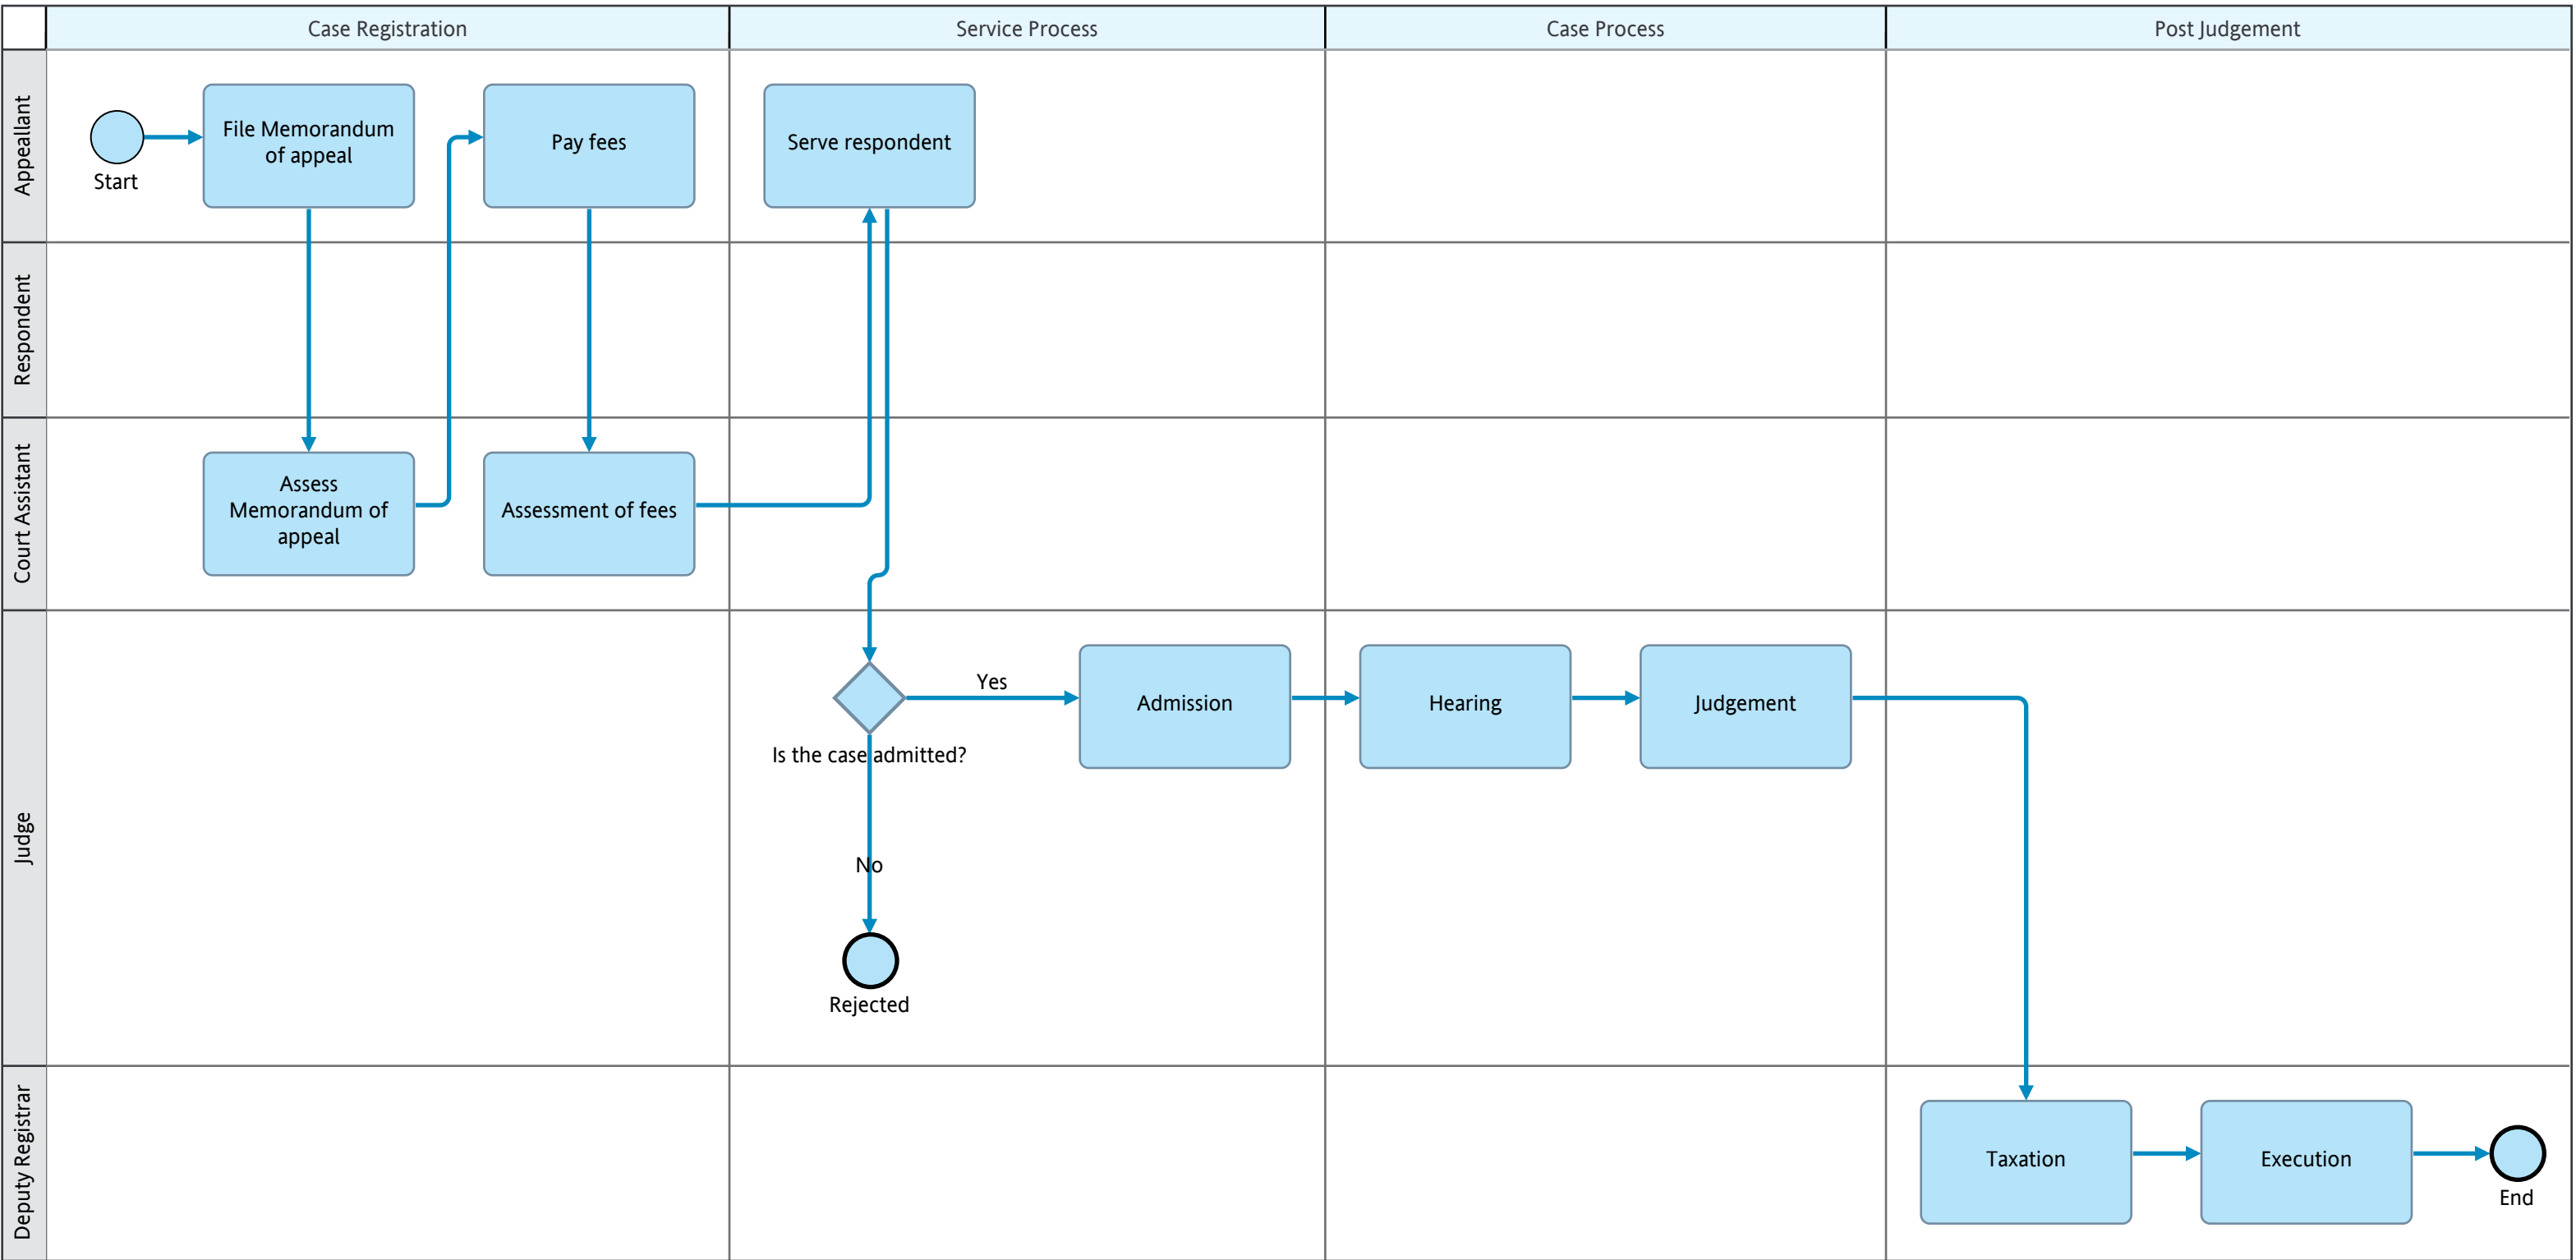 Case Registration
Service Process
Case Process
Post Judgement
Appeallant
Start
File Memorandum
of appeal
Pay fees
Serve respondent
Respondent
Court Assistant
Assess
Memorandum of
appeal
Assessment of fees
Judge
Is the case admitted?
Yes
No
Rejected
Admission
Hearing
Judgement
Deputy Registrar
Taxation
Execution
End